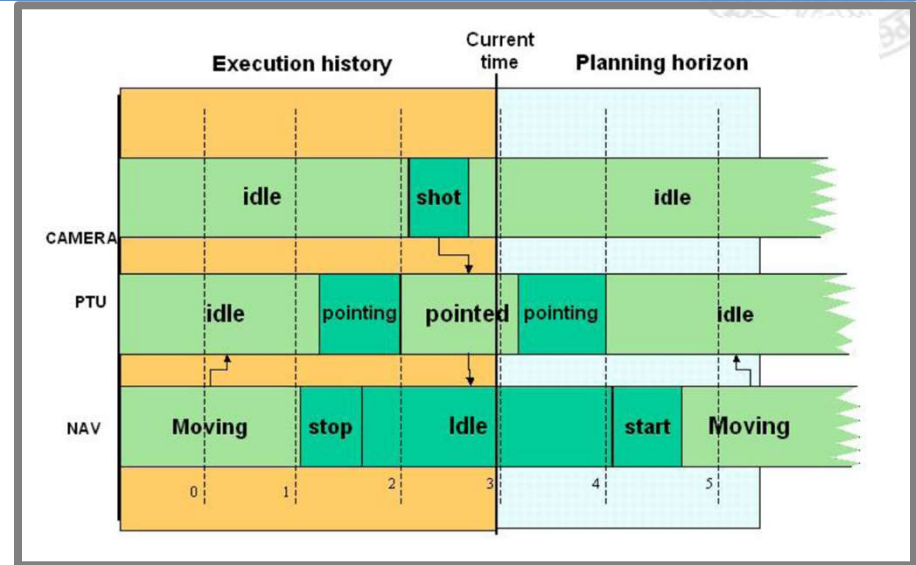 Execution history
Current
time
Planning horizon
CAMERA
idle
shot
idle
PTU
idle
pointing
pointed
pointing
idle
NAV
Moving
stop
Idle
start
Moving
0
1
2
3
4
5